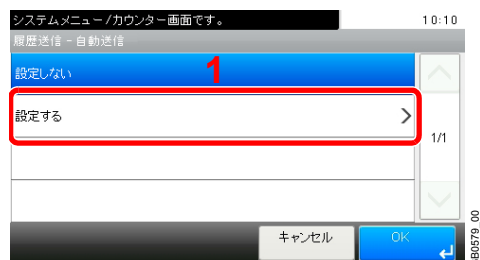 システムメニュー/カウンター画面です。 10:10
履歴送信 - 自動送信
設定しない
1
設定する
1/1
キャンセル
OK
B0579_00